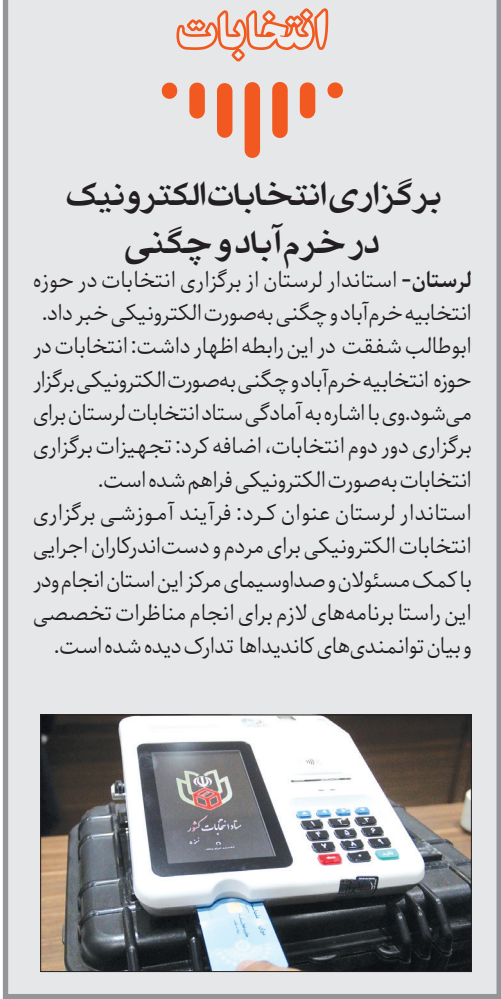 انتخابات
برگزاری انتخابات الکترونیک
در خرم‌آباد و چگنی
لرستان- استاندار لرستان از برگزاری انتخابات در حوزه
انتخابیه خرم‌آباد و چگنی به‌صورت الکترونیکی خبر داد.
ابوطالب شفقت در این رابطه اظهار داشت: انتخابات در
حوزه انتخابیه خرم‌آباد و چگنی به‌صورت الکترونیکی برگزار
می‌شود.وی با اشاره به آمادگی ستاد انتخابات لرستان برای
برگزاری دور دوم انتخابات، اضافه کرد: تجهیزات برگزاری
انتخابات به‌صورت الکترونیکی فراهم شده است.
استاندار لرستان عنوان کرد: فرآیند آموزشی برگزاری
انتخابات الکترونیکی برای مردم و دست‌اندرکاران اجرایی
با کمک مسئولان و صداوسیمای مرکز این استان انجام ودر
این راستا برنامه‌های لازم برای انجام مناظرات تخصصی
و بیان توانمندی‌های کاندیداها تدارک دیده شده است.
ستاد انتخابات کشور